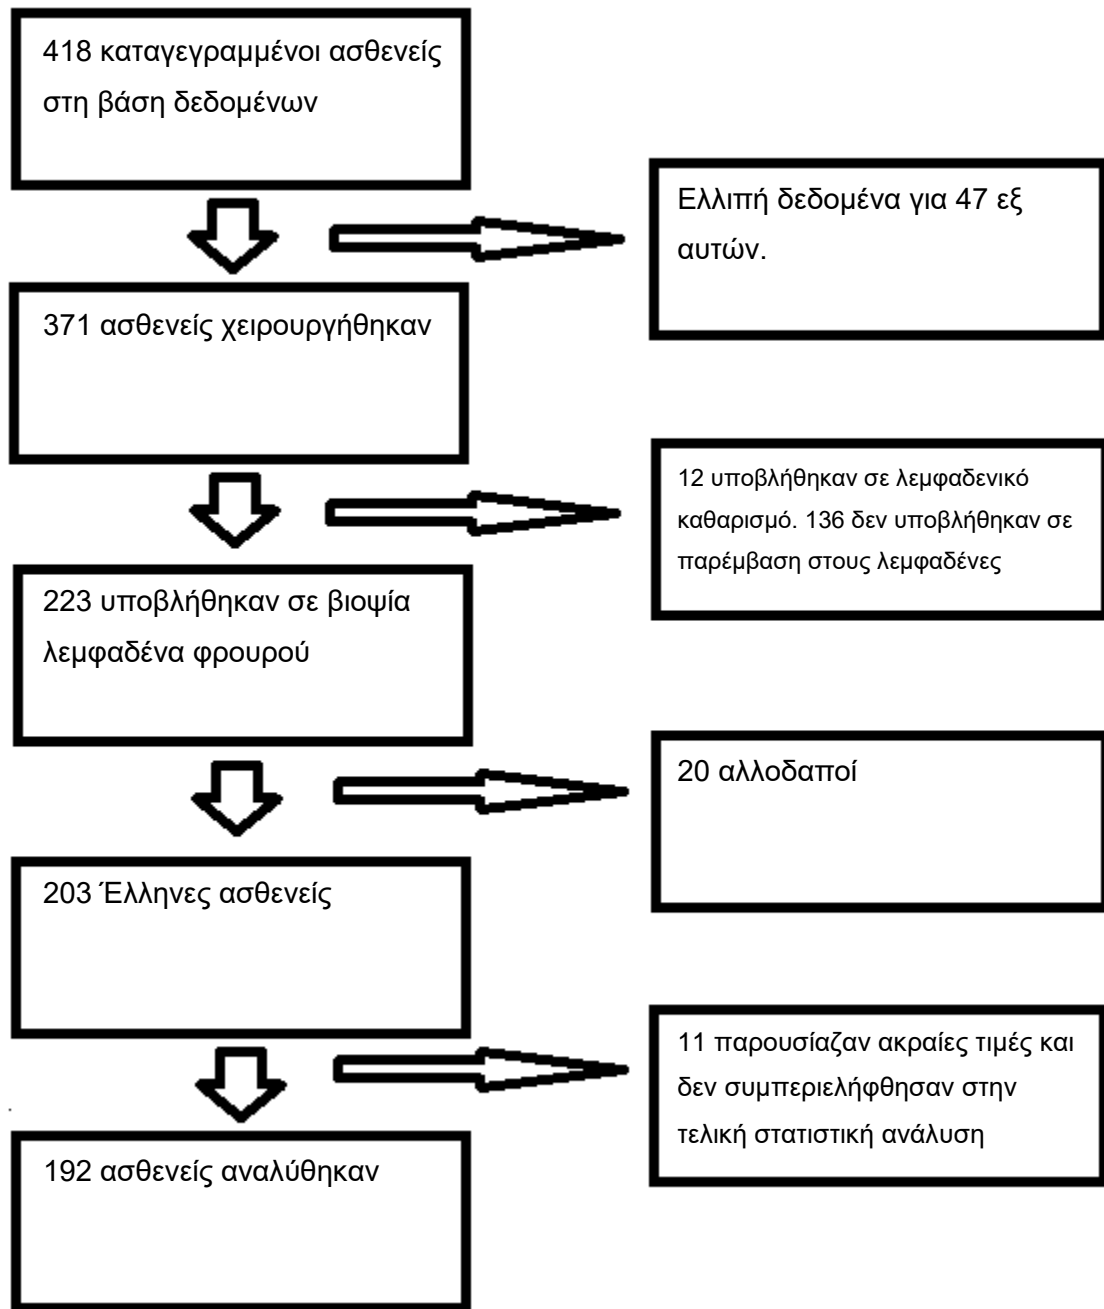 418 καταγεγραμμένοι ασθενείς
στη βάση δεδομένων
Ελλιπή δεδομένα για 47 εξ
αυτών.
371 ασθενείς χειρουργήθηκαν
12 υποβλήθηκαν σε λεμφαδενικό
καθαρισμό. 136 δεν υποβλήθηκαν σε
παρέμβαση στους λεμφαδένες
223 υποβλήθηκαν σε βιοψία
λεμφαδένα φρουρού
20 αλλοδαποί
203 Έλληνες ασθενείς
11 παρουσίαζαν ακραίες τιμές και
δεν συμπεριελήφθησαν στην
τελική στατιστική ανάλυση
192 ασθενείς αναλύθηκαν